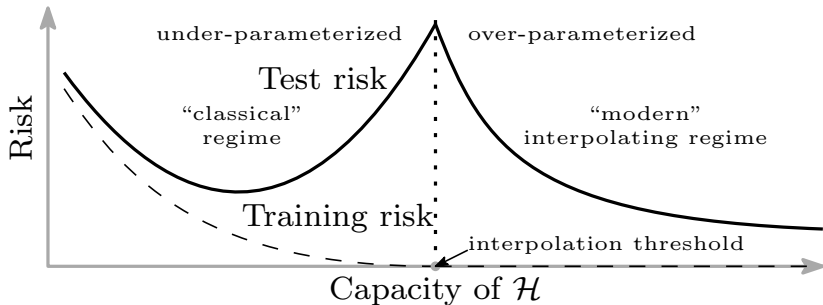 under-parameterized
over-parameterized
Test risk
“classical”
regime
“modern”
interpolating regime
Risk
Training risk
interpolation threshold
Capacity of ℋ